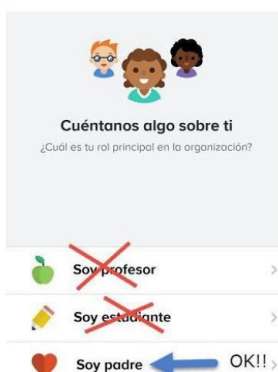 Cuéntanos algo sobre ti
¿Cuál es tu rol principal en la organización?
Soy profesor
Soy estudiante
Soy padre OK!!